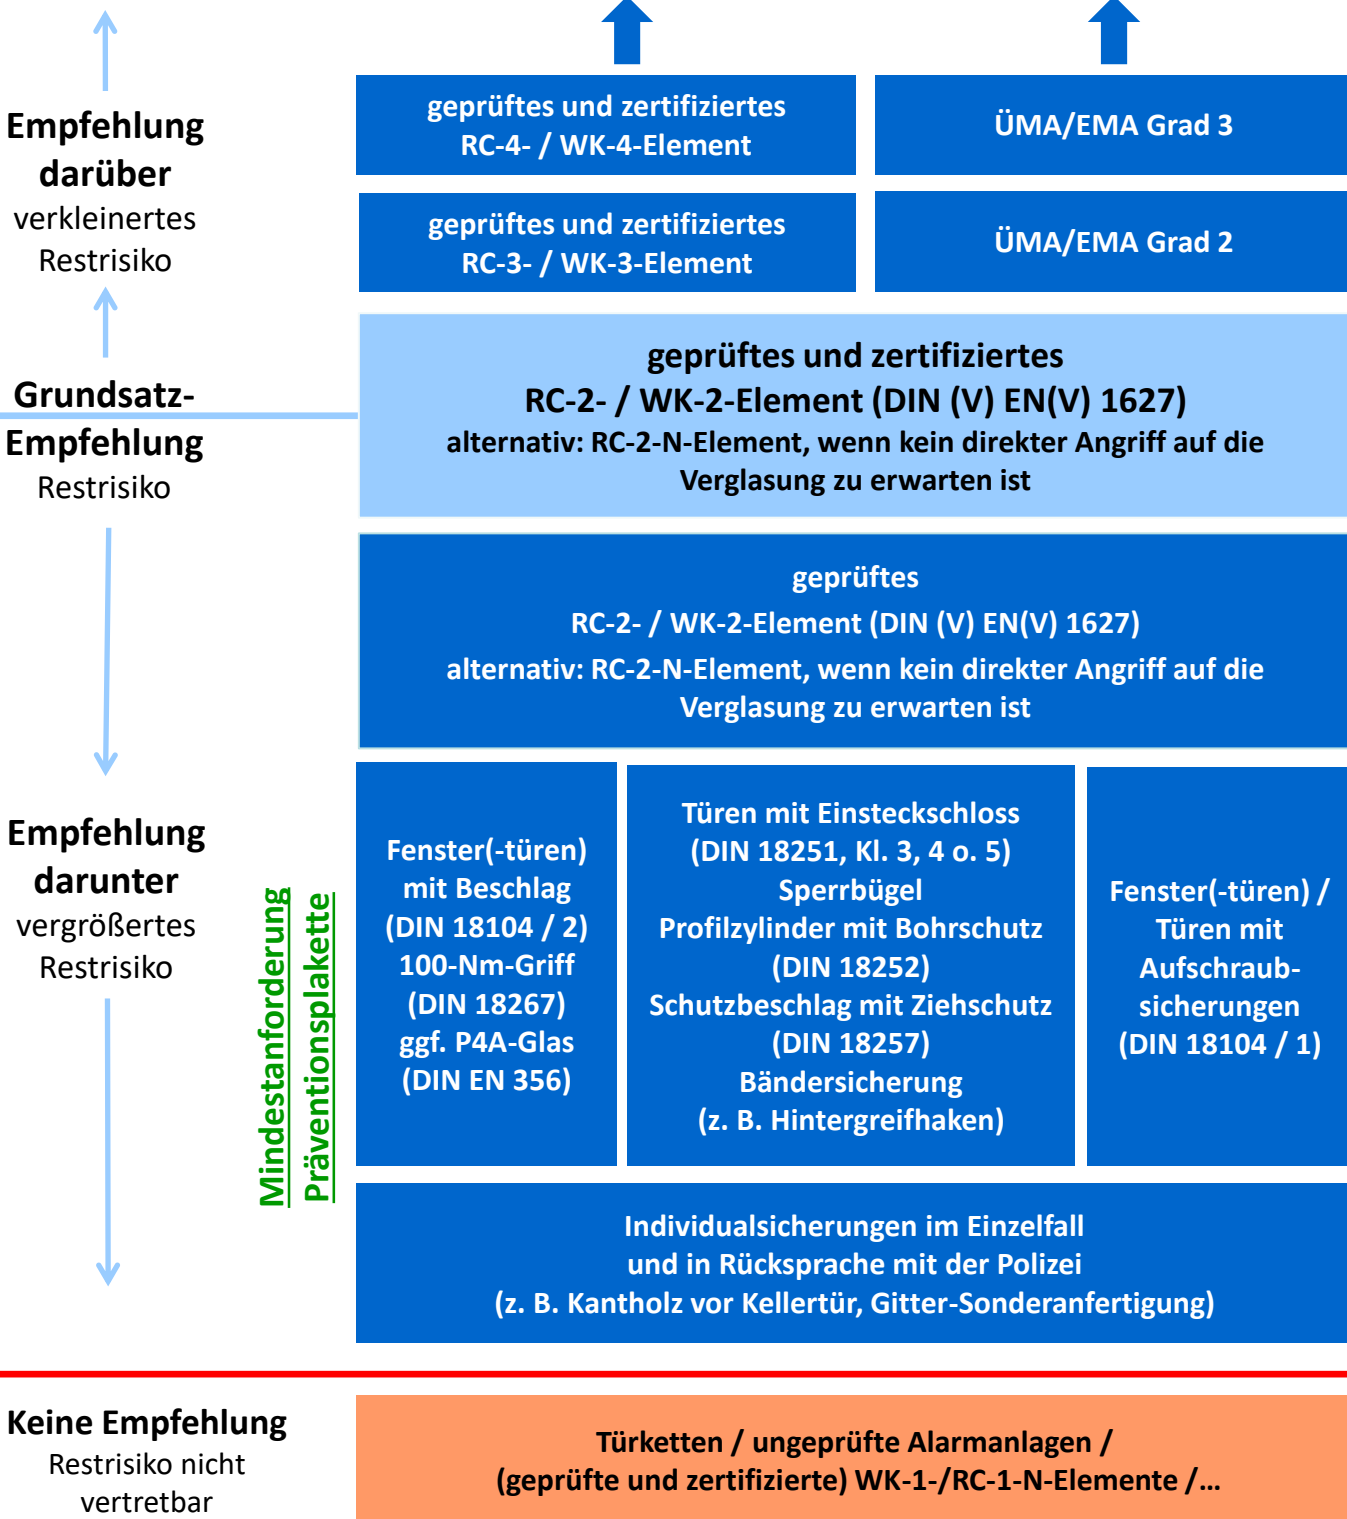 Empfehlung
darüber
verkleinertes
Restrisiko
geprüftes und zertifiziertes
RC-4- / WK-4-Element
ÜMA/EMA Grad 3
geprüftes und zertifiziertes
RC-3- / WK-3-Element
ÜMA/EMA Grad 2
Grundsatz-
Empfehlung
Restrisiko
geprüftes und zertifiziertes
RC-2- / WK-2-Element (DIN (V) EN(V) 1627)
alternativ: RC-2-N-Element, wenn kein direkter Angriff auf die
Verglasung zu erwarten ist
geprüftes
RC-2- / WK-2-Element (DIN (V) EN(V) 1627)
alternativ: RC-2-N-Element, wenn kein direkter Angriff auf die
Verglasung zu erwarten ist
Empfehlung
darunter
vergrößertes
Restrisiko
Mindestanforderung
Präventionsplakette
Fenster(-türen)
mit Beschlag
(DIN 18104 / 2)
100-Nm-Griff
(DIN 18267)
ggf. P4A-Glas
(DIN EN 356)
Türen mit Einsteckschloss
(DIN 18251, Kl. 3, 4 o. 5)
Sperrbügel
Profilzylinder mit Bohrschutz
(DIN 18252)
Schutzbeschlag mit Ziehschutz
(DIN 18257)
Bändersicherung
(z. B. Hintergreifhaken)
Fenster(-türen) /
Türen mit
Aufschraub-
sicherungen
(DIN 18104 / 1)
Individualsicherungen im Einzelfall
und in Rücksprache mit der Polizei
(z. B. Kantholz vor Kellertür, Gitter-Sonderanfertigung)
Keine Empfehlung
Restrisiko nicht
vertretbar
Türketten / ungeprüfte Alarmanlagen /
(geprüfte und zertifizierte) WK-1-/RC-1-N-Elemente /...